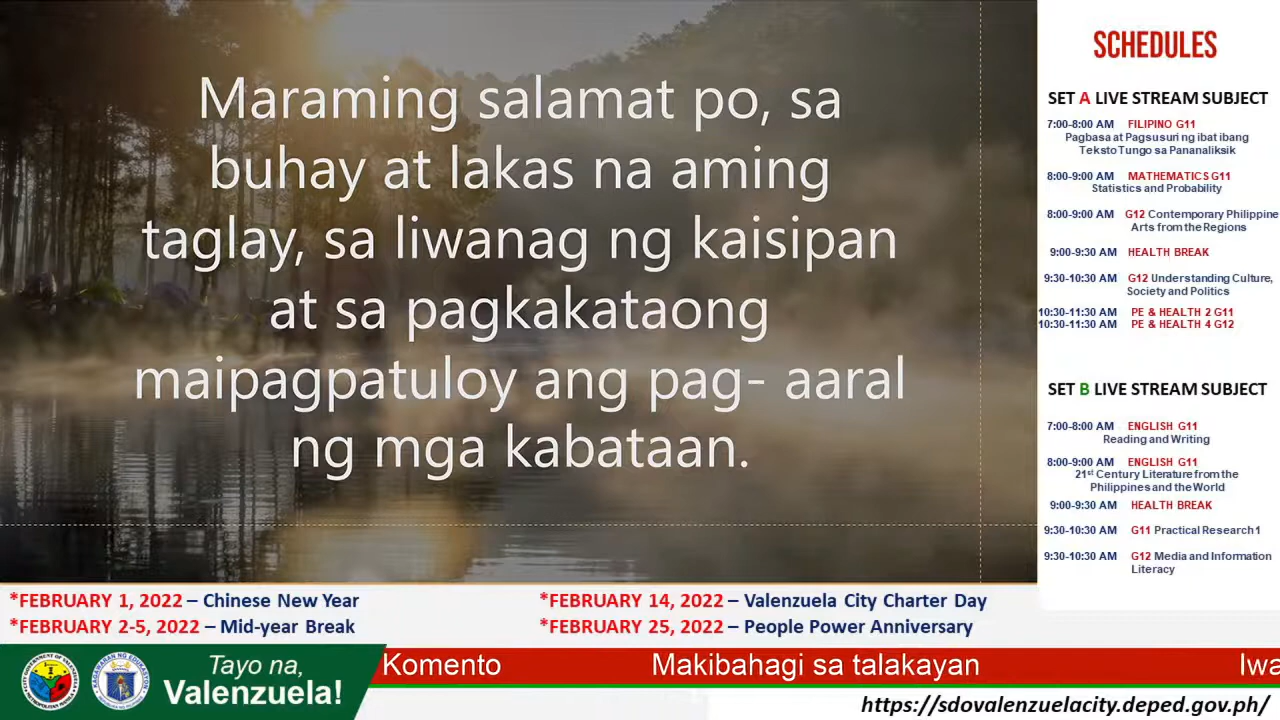 Maraming salamat po, sa
buhay at lakas na aming
taglay, sa liwanag ng kaisipan
at sa pagkakataong
maipagpatuloy ang pag- aaral
ng mga kabataan.
SCHEDULES
SET A LIVE STREAM SUBJECT
7:00-8:00 AM FILIPINO G11
Pagbasa at Pagsusuri ng ibat ibang
Teksto Tungo sa Pananaliksik
8:00-9:00 AM MATHEMATICS G11
Statistics and Probability
8:00-9:00 AM G12 Contemporary Philippine
Arts from the Regions
9:00-9:30 AM HEALTH BREAK
9:30-10:30 AM G12 Understanding Culture,
Society and Politics
10:30-11:30 AM PE & HEALTH 2 G11
10:30-11:30 AM PE & HEALTH 4 G12
SET B LIVE STREAM SUBJECT
7:00-8:00 AM ENGLISH G11
Reading and Writing
8:00-9:00 AM ENGLISH G11
21st Century Literature from the
Philippines and the World
9:00-9:30 AM HEALTH BREAK
9:30-10:30 AM G11 Practical Research 1
9:30-10:30 AM G12 Media and Information
Literacy
*FEBRUARY 1, 2022 – Chinese New Year
*FEBRUARY 2-5, 2022 – Mid-year Break
*FEBRUARY 14, 2022 – Valenzuela City Charter Day
*FEBRUARY 25, 2022 – People Power Anniversary
Tayo na,
Valenzuela!
Komento Makibahagi sa talakayan Iwa
https://sdovalenzuelacity.deped.gov.ph/